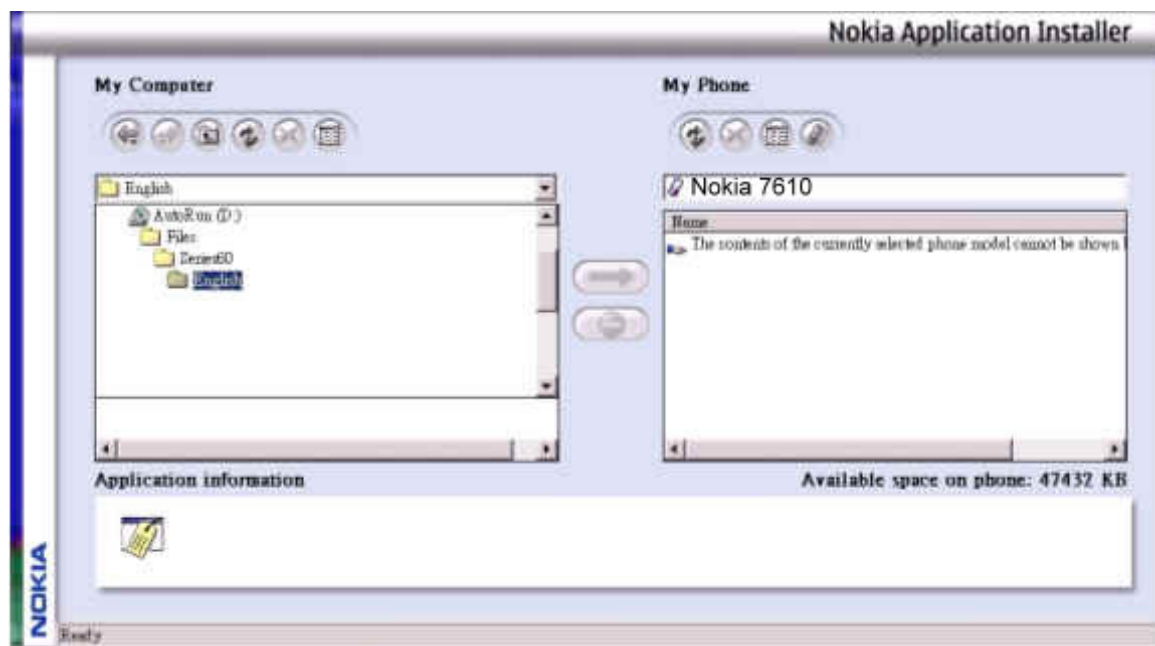 Nokia Application Installer
My Computer
My Phone
English
Nokia 7610
AutoRun (D:)
Files
Series60
English
Name
The contents of the currently selected phone model cannot be shown
Application information
Available space on phone: 47432 KB
NOKIA
Ready